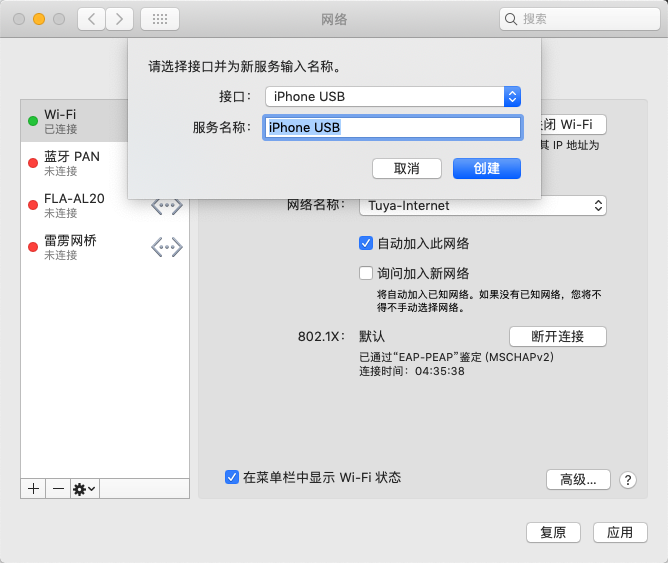 网络
搜索
请选择接口并为新服务输入名称。
接口： iPhone USB
服务名称： iPhone USB
取消
创建
Wi-Fi
已连接
蓝牙 PAN
未连接
FLA-AL20
未连接
雷雳网桥
未连接
闭 Wi-Fi
其 IP 地址为
网络名称： Tuya-Internet
自动加入此网络
询问加入新网络
将自动加入已知网络。如果没有已知网络，您将不
得不手动选择网络。
802.1X： 默认
断开连接
已通过“EAP-PEAP”鉴定 (MSCHAPv2)
连接时间：04:35:38
在菜单栏中显示 Wi-Fi 状态
高级...
?
复原
应用